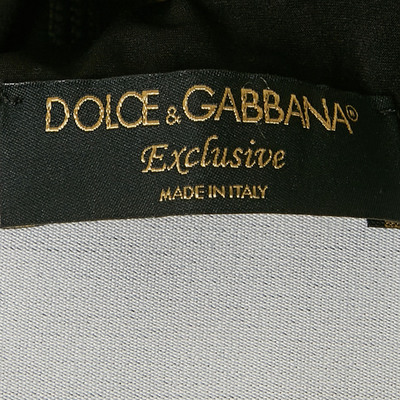 DOLCE & GABBANA®
Exclusive
MADE IN ITALY